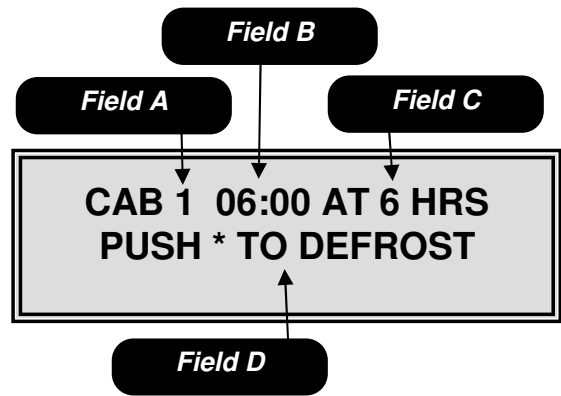 Field B
Field A
Field C
CAB 1 06:00 AT 6 HRS
PUSH * TO DEFROST
Field D